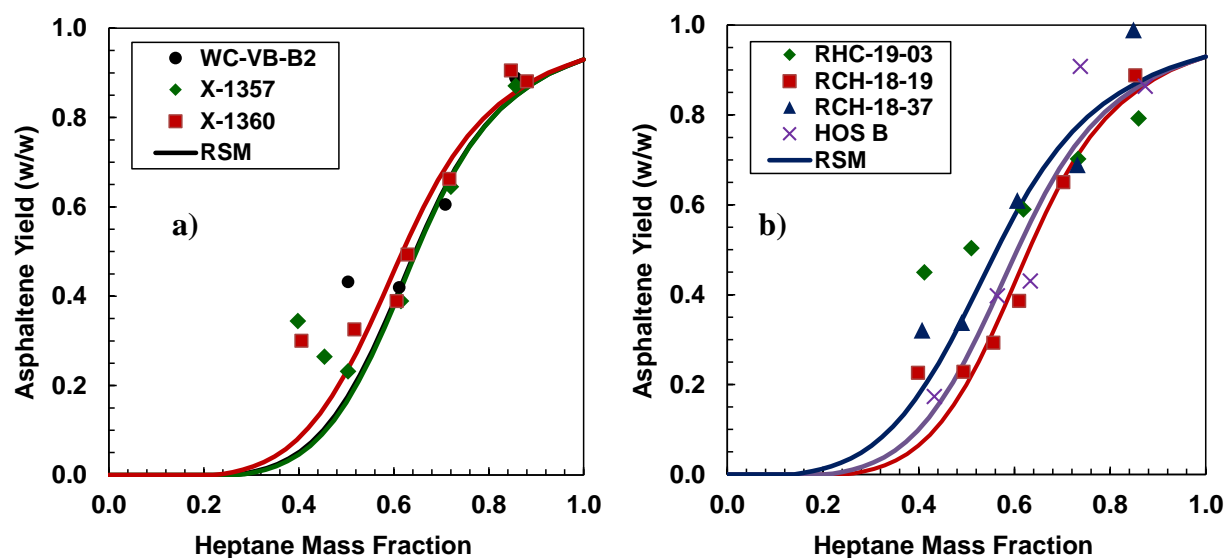 1.0
0.8
0.6
0.4
0.2
0.0
Asphaltene Yield (w/w)
WC-VB-B2
X-1357
X-1360
RSM
a)
0.0 0.2 0.4 0.6 0.8 1.0
Heptane Mass Fraction
1.0
0.8
0.6
0.4
0.2
0.0
Asphaltene Yield (w/w)
RHC-19-03
RCH-18-19
RCH-18-37
HOS B
RSM
b)
0.0 0.2 0.4 0.6 0.8 1.0
Heptane Mass Fraction